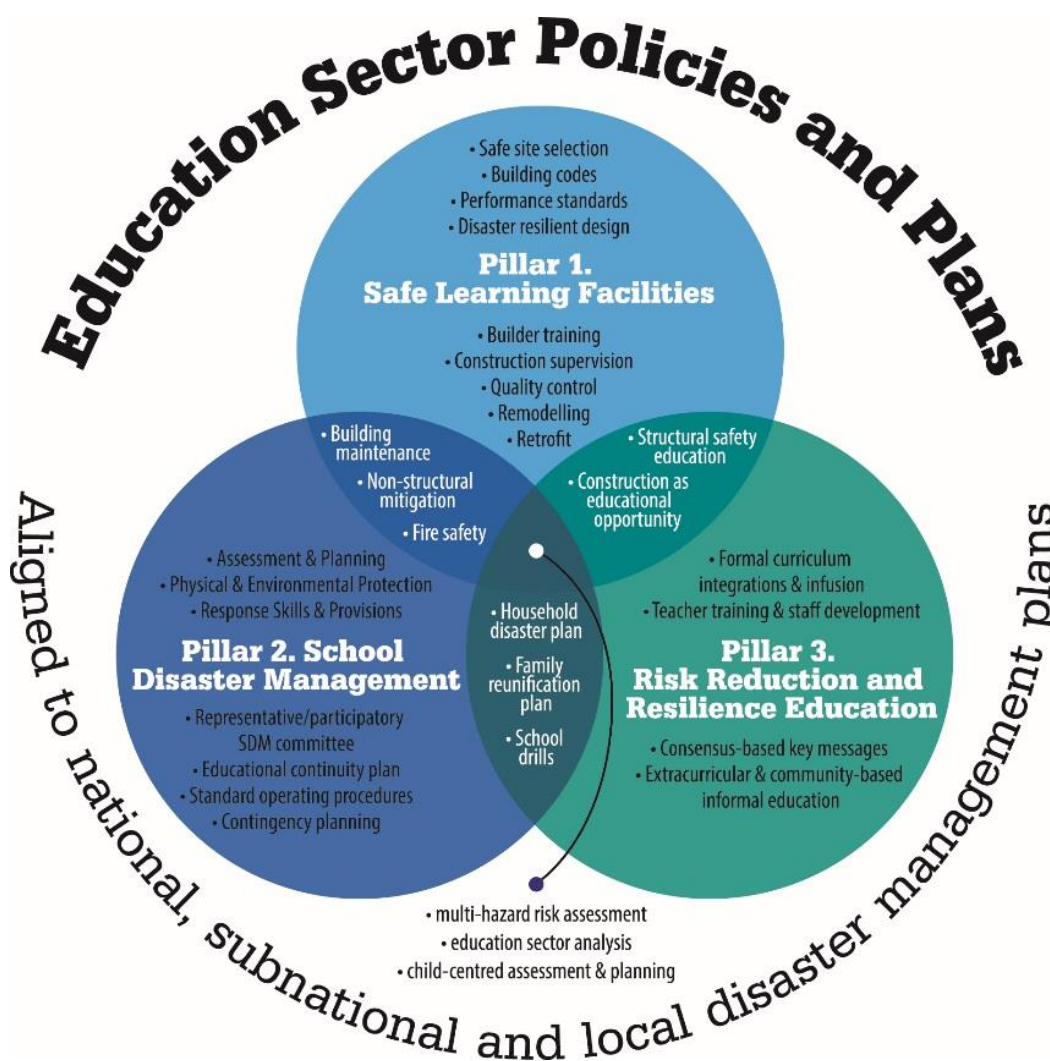 Education Sector Policies and Plans
• Safe site selection
• Building codes
• Performance standards
• Disaster resilient design
Pillar 1.
Safe Learning Facilities
• Builder training
• Construction supervision
• Quality control
• Remodelling
• Retrofit
• Building
maintenance
• Non-structural
mitigation
• Fire safety
• Structural safety
education
• Construction as
educational
opportunity
• Assessment & Planning
• Physical & Environmental Protection
• Response Skills & Provisions
Pillar 2. School
Disaster Management
• Representative/participatory
SDM committee
• Educational continuity plan
• Standard operating procedures
• Contingency planning
• Household
disaster plan
• Family
reunification
plan
• School
drills
• Formal curriculum
integrations & infusion
• Teacher training & staff development
Pillar 3.
Risk Reduction and
Resilience Education
• Consensus-based key messages
• Extracurricular & community-based
informal education
• multi-hazard risk assessment
• education sector analysis
• child-centred assessment & planning
Aligned to national, subnational and local disaster management plans